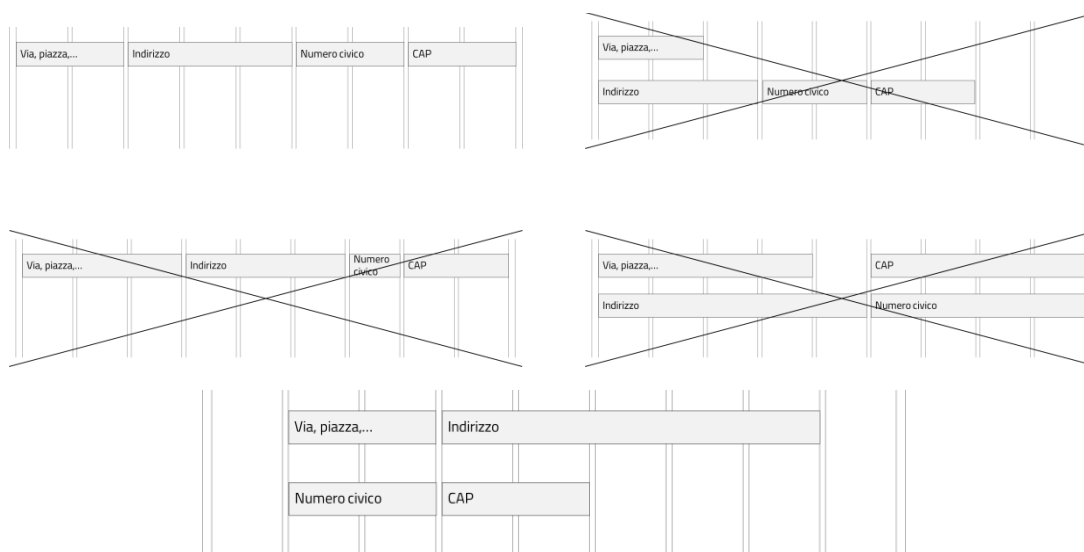 Via, piazza,... Indirizzo Numero civico CAP
Via, piazza,...
Indirizzo Numero civico CAP
Via, piazza,... Indirizzo Numero civico CAP
Via, piazza,... CAP
Indirizzo Numero civico
Via, piazza,... Indirizzo
Numero civico CAP